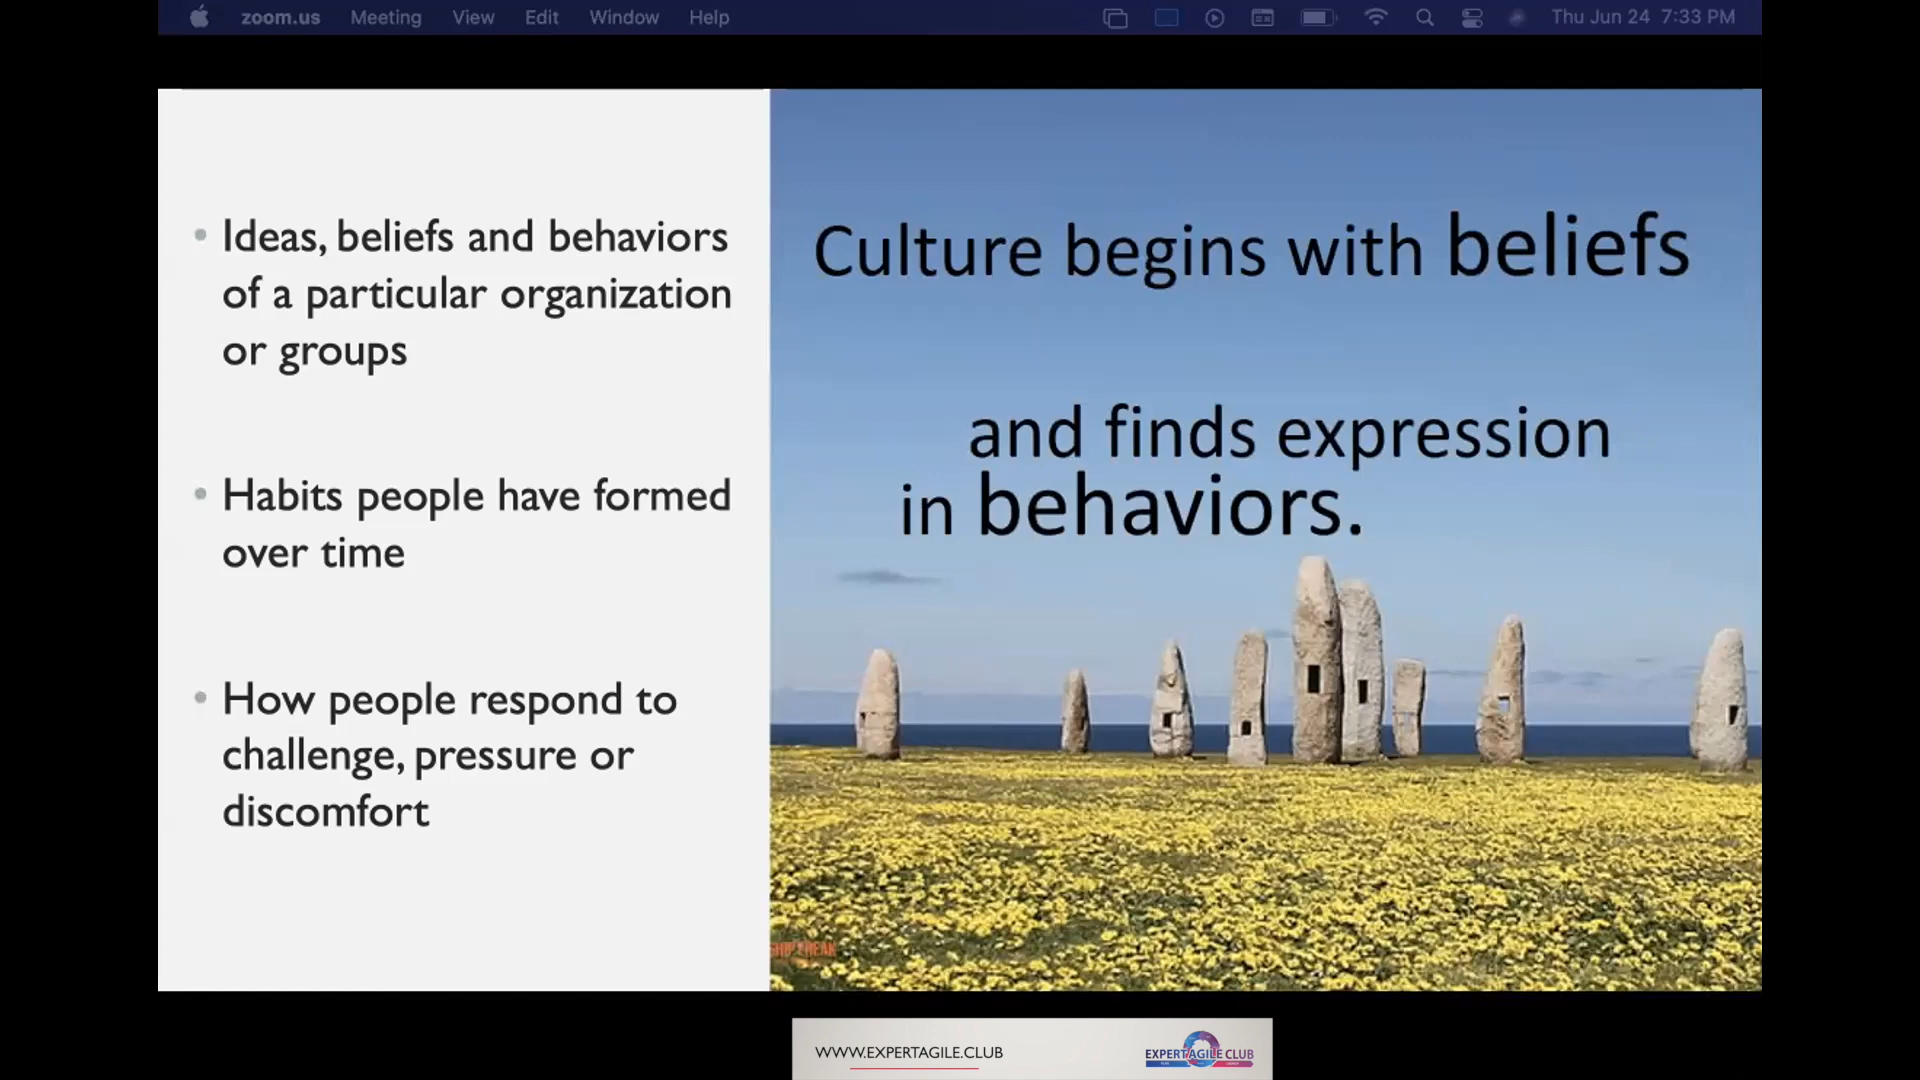 zoom.us Meeting View Edit Window Help Thu Jun 24 7:33 PM
Ideas, beliefs and behaviors
of a particular organization
or groups
Habits people have formed
over time
How people respond to
challenge, pressure or
discomfort
Culture begins with beliefs
and finds expression
in behaviors.
WWW.EXPERTAGILE.CLUB
EXPERTAGILE CLUB